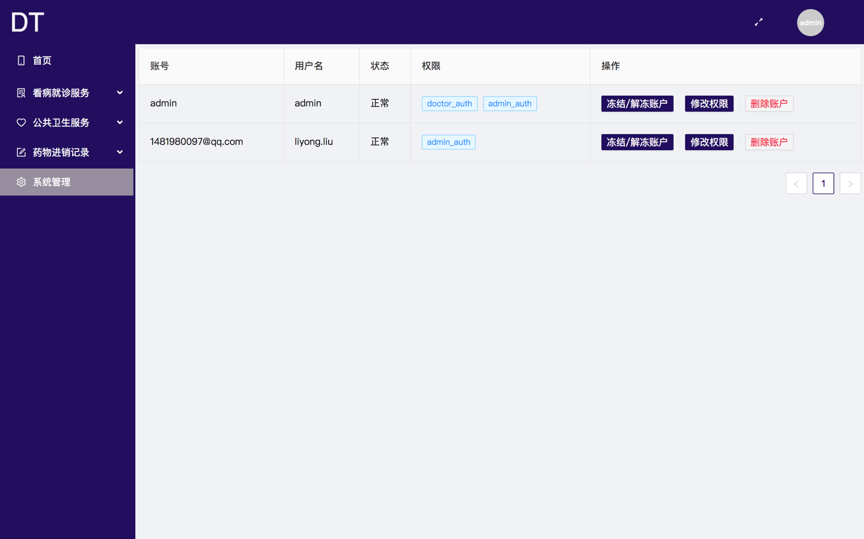 DT
admin
首页
看病就诊服务
公共卫生服务
药物进销记录
系统管理
账号 用户名 状态 权限 操作
admin admin 正常 doctor_auth admin_auth 冻结/解冻账户 修改权限 删除账户
1481980097@qq.com liyong.liu 正常 admin_auth 冻结/解冻账户 修改权限 删除账户
1